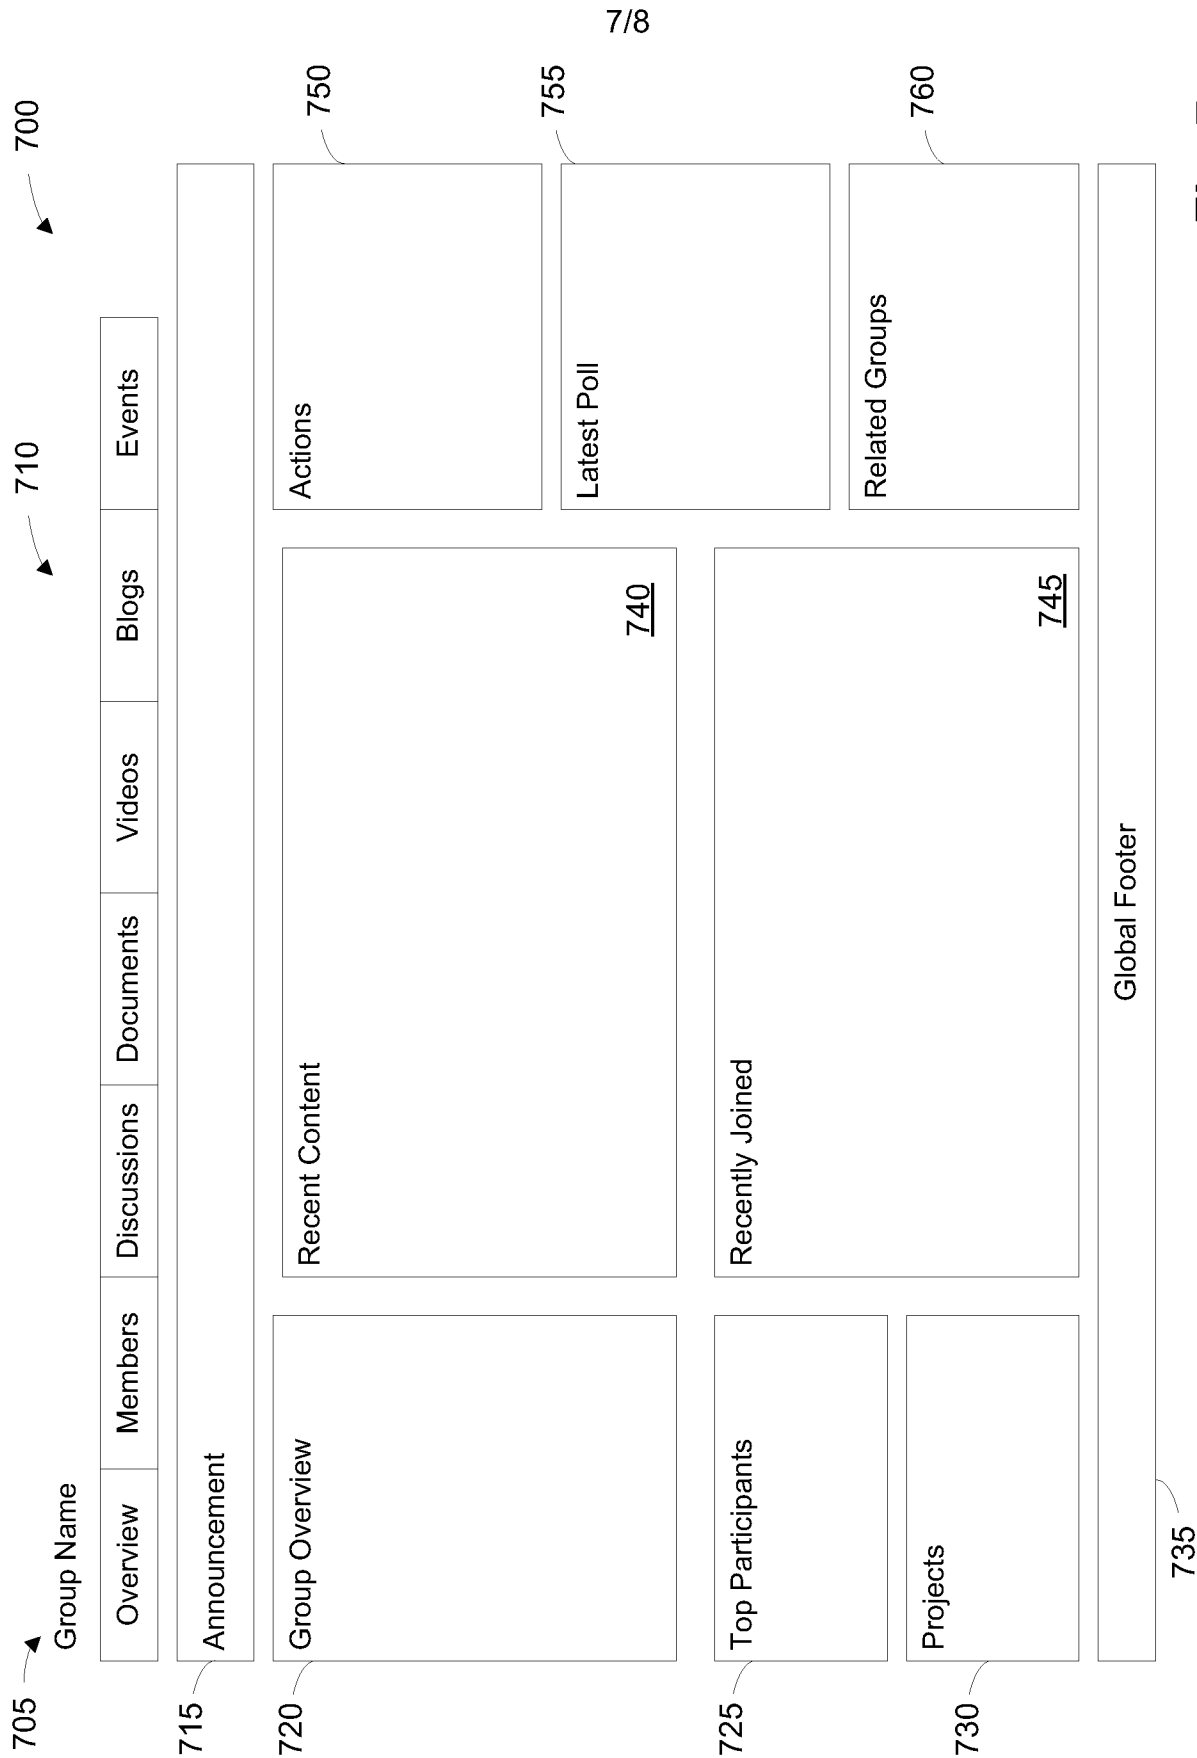 7/8
700
710
705
Group Name
Overview Members Discussions Documents Videos Blogs Events
715
Announcement
720
Group Overview
Recent Content
740
Actions
750
Latest Poll
755
725
Top Participants
Recently Joined
745
Related Groups
760
730
Projects
Global Footer
735